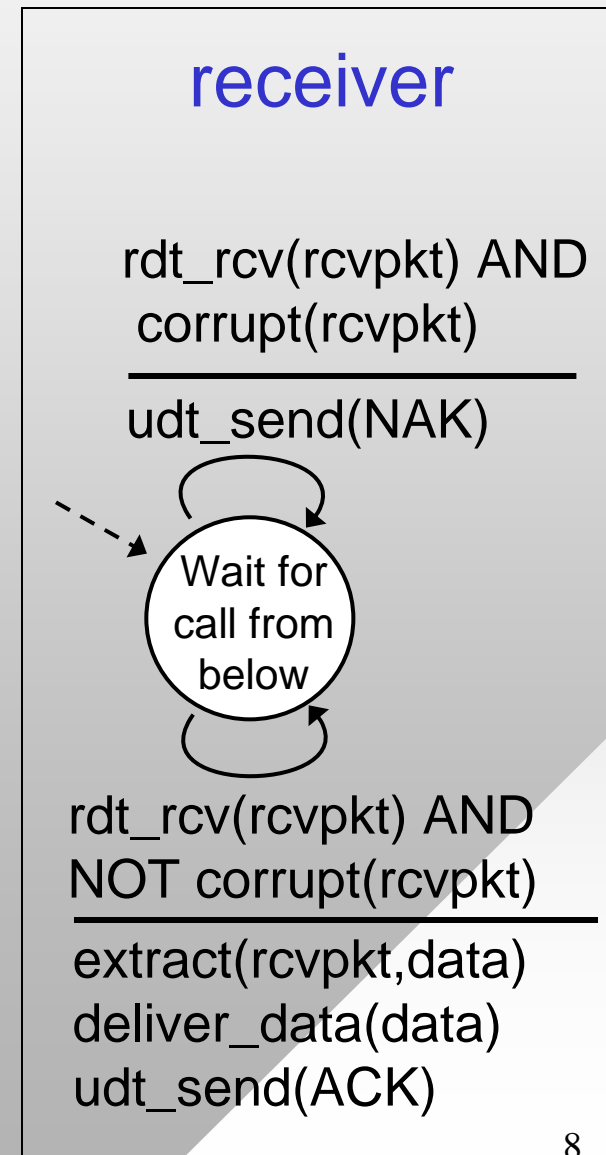 receiver
rdt_rcv(rcvpkt) AND
corrupt(rcvpkt)
udt_send(NAK)
Wait for
call from
below
rdt_rcv(rcvpkt) AND
NOT corrupt(rcvpkt)
extract(rcvpkt,data)
deliver_data(data)
udt_send(ACK)
8